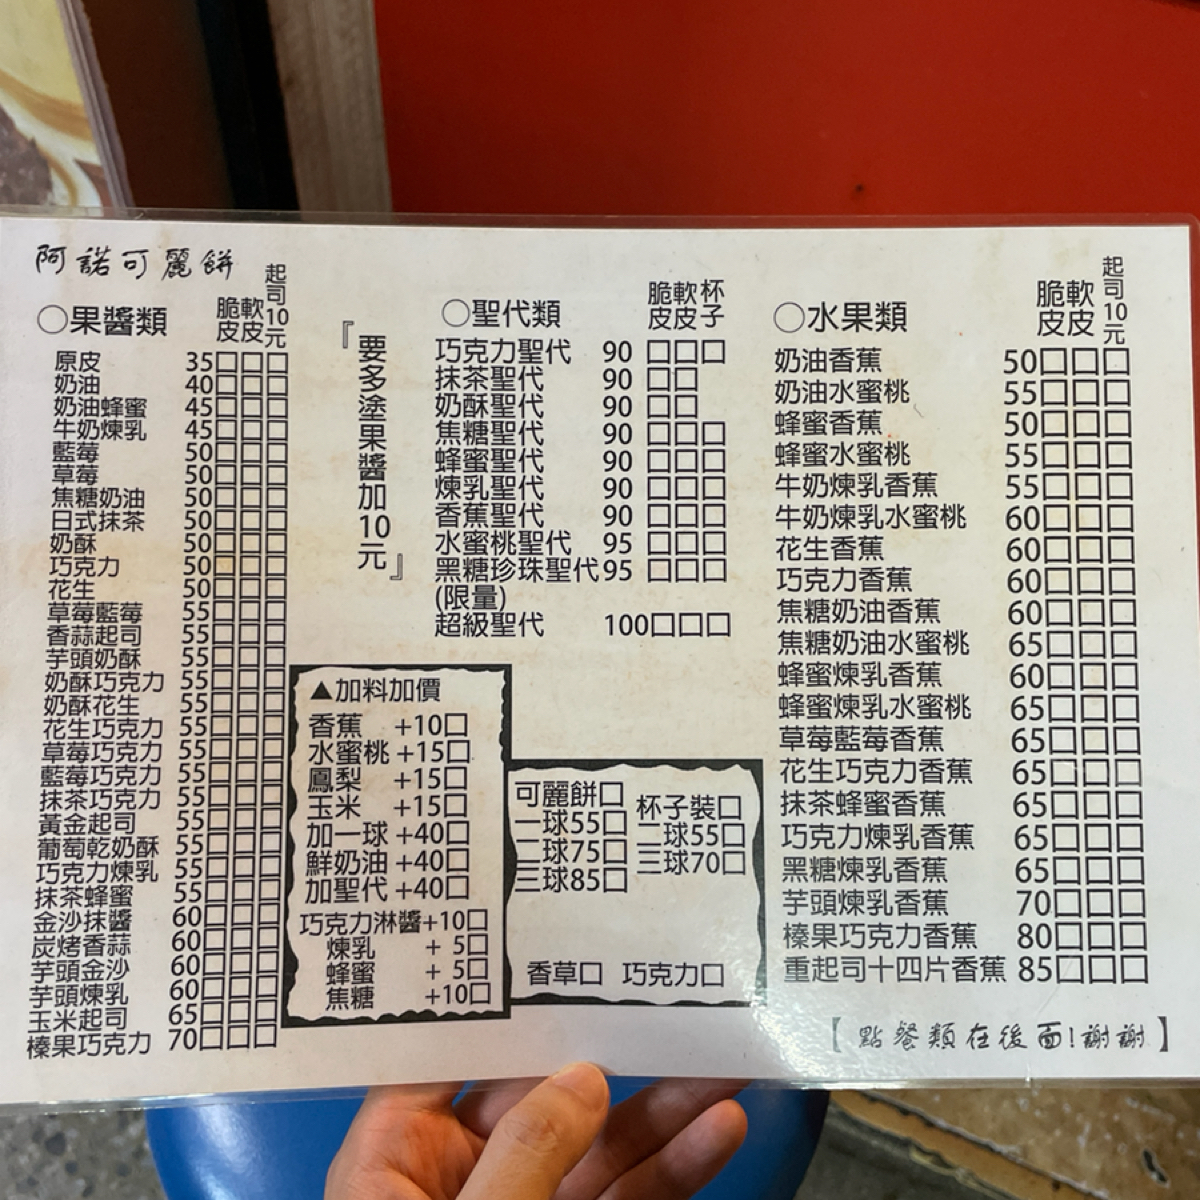 阿諾可麗餅
○果醬類 脆皮 軟皮 起司10元
原皮 35□□□
奶油 40□□□
奶油蜂蜜 45□□□
牛奶煉乳 45□□□
藍莓 50□□□
草莓 50□□□
焦糖奶油 50□□□
日式抹茶 50□□□
奶酥 50□□□
巧克力 50□□□
花生 50□□□
草莓藍莓 55□□□
香蒜起司 55□□□
芋頭奶酥 55□□□
奶酥巧克力 55□□□
奶酥花生 55□□□
花生巧克力 55□□□
草莓巧克力 55□□□
藍莓巧克力 55□□□
抹茶巧克力 55□□□
黃金起司 55□□□
葡萄乾奶酥 55□□□
巧克力煉乳 55□□□
抹茶蜂蜜 55□□□
金沙抹醬 60□□□
炭烤香蒜 60□□□
芋頭金沙 60□□□
芋頭煉乳 60□□□
玉米起司 65□□□
榛果巧克力 70□□□
『要多塗果醬加10元』
○聖代類 脆皮 軟皮 杯子
巧克力聖代 90 □□□
抹茶聖代 90 □□
奶酥聖代 90 □□
焦糖聖代 90 □□□
蜂蜜聖代 90 □□□
煉乳聖代 90 □□□
香蕉聖代 90 □□□
水蜜桃聖代 95 □□□
黑糖珍珠聖代95 □□□
(限量)
超級聖代 100□□□
▲加料加價
香蕉 +10□
水蜜桃 +15□
鳳梨 +15□
玉米 +15□
加一球 +40□
鮮奶油 +40□
加聖代 +40□
巧克力淋醬+10□
煉乳 + 5□
蜂蜜 + 5□
焦糖 +10□
可麗餅□
一球55□
二球75□
三球85□
杯子裝□
二球55□
三球70□
香草□ 巧克力□
○水果類 脆皮 軟皮 起司10元
奶油香蕉 50□□□
奶油水蜜桃 55□□□
蜂蜜香蕉 50□□□
蜂蜜水蜜桃 55□□□
牛奶煉乳香蕉 55□□□
牛奶煉乳水蜜桃 60□□□
花生香蕉 60□□□
巧克力香蕉 60□□□
焦糖奶油香蕉 60□□□
焦糖奶油水蜜桃 65□□□
蜂蜜煉乳香蕉 60□□□
蜂蜜煉乳水蜜桃 65□□□
草莓藍莓香蕉 65□□□
花生巧克力香蕉 65□□□
抹茶蜂蜜香蕉 65□□□
巧克力煉乳香蕉 65□□□
黑糖煉乳香蕉 65□□□
芋頭煉乳香蕉 70□□□
榛果巧克力香蕉 80□□□
重起司十四片香蕉 85□□□
【 點餐類在後面!謝謝 】